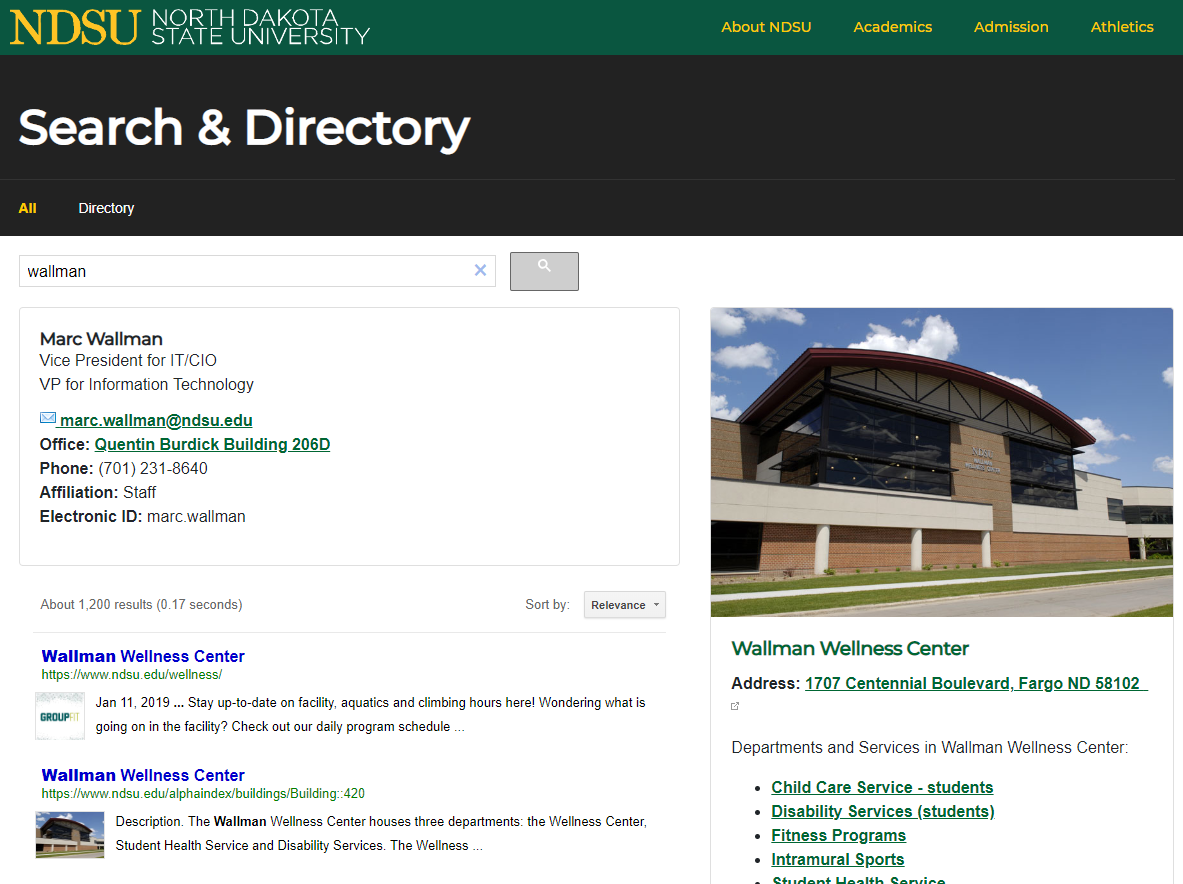 NDSU NORTH DAKOTA
STATE UNIVERSITY
About NDSU Academics Admission Athletics
Search & Directory
All Directory
wallman
Marc Wallman
Vice President for IT/CIO
VP for Information Technology
marc.wallman@ndsu.edu
Office: Quentin Burdick Building 206D
Phone: (701) 231-8640
Affiliation: Staff
Electronic ID: marc.wallman
About 1,200 results (0.17 seconds) Sort by: Relevance
Wallman Wellness Center
https://www.ndsu.edu/wellness/
GROUPFIT
Jan 11, 2019 ... Stay up-to-date on facility, aquatics and climbing hours here! Wondering what is
going on in the facility? Check out our daily program schedule ...
Wallman Wellness Center
https://www.ndsu.edu/alphaindex/buildings/Building::420
Description. The Wallman Wellness Center houses three departments: the Wellness Center,
Student Health Service and Disability Services. The Wellness ...
NDSU
WALLMAN
WELLNESS CENTER
Wallman Wellness Center
Address: 1707 Centennial Boulevard, Fargo ND 58102
Departments and Services in Wallman Wellness Center:
Child Care Service - students
Disability Services (students)
Fitness Programs
Intramural Sports
Student Health Service